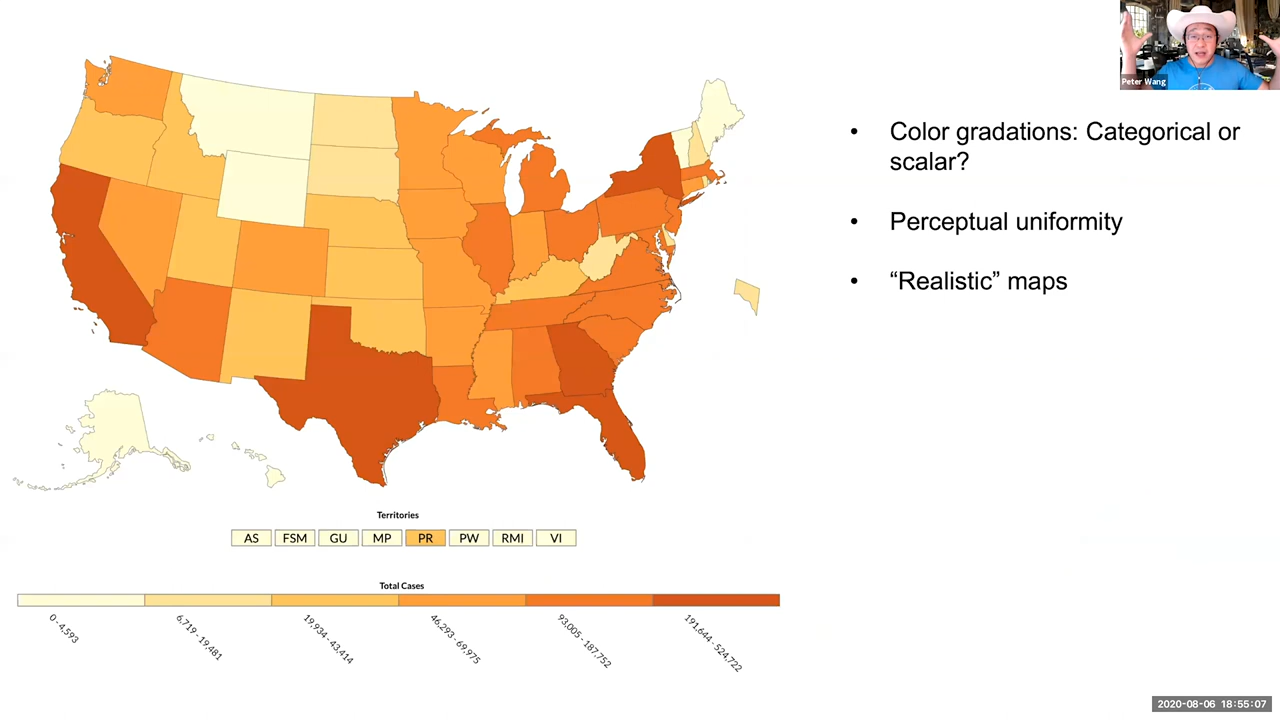 Peter Wang
• Color gradations: Categorical or
scalar?
• Perceptual uniformity
• “Realistic” maps
Territories
AS FSM GU MP PR PW RMI VI
Total Cases
0 - 4,593
6,719 - 19,481
19,934 - 43,414
46,293 - 69,975
93,005 - 187,752
191,644 - 524,722
2020-08-06 18:55:07